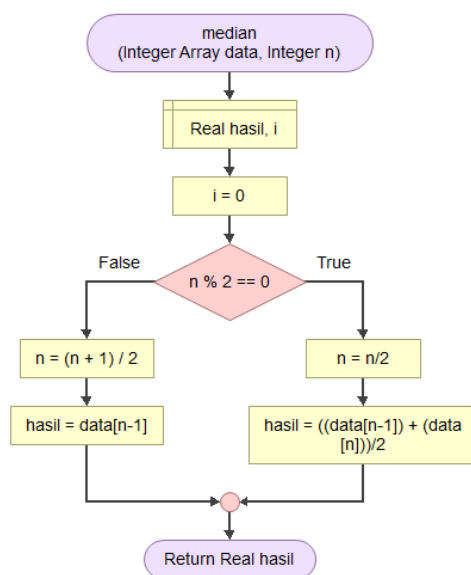 median
(Integer Array data, Integer n)
Real hasil, i
i = 0
False
True
n % 2 == 0
n = (n + 1) / 2
n = n/2
hasil = data[n-1]
hasil = ((data[n-1]) + (data
[n]))/2
Return Real hasil